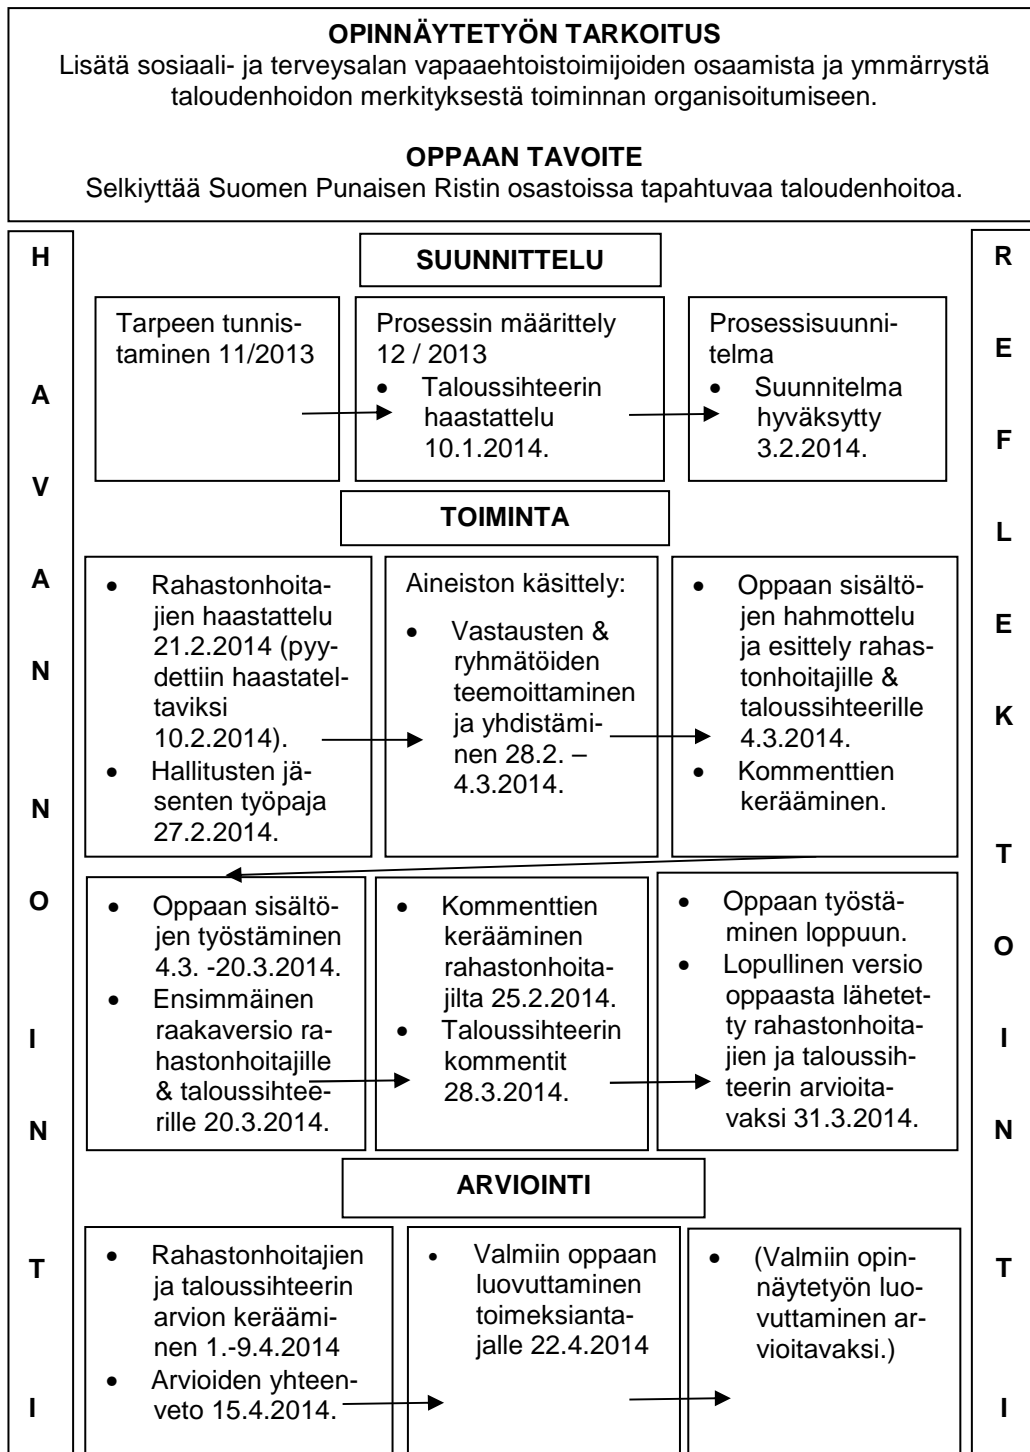 OPINNÄYTETYÖN TARKOITUS
Lisätä sosiaali- ja terveysalan vapaaehtoistoimijoiden osaamista ja ymmärrystä
taloudenhoidon merkityksestä toiminnan organisoitumiseen.
OPPAAN TAVOITE
Selkiyttää Suomen Punaisen Ristin osastoissa tapahtuvaa taloudenhoitoa.
H
A
V
A
N
N
O
I
N
T
I
SUUNNITTELU
Tarpeen tunnis-
taminen 11/2013
Prosessin määrittely
12 / 2013
• Taloussihteerin
haastattelu
10.1.2014.
Prosessisuunni-
telma
• Suunnitelma
hyväksytty
3.2.2014.
TOIMINTA
• Rahastonhoita-
jien haastattelu
21.2.2014 (pyy-
dettiin haastatel-
taviksi
10.2.2014).
• Hallitusten jä-
senten työpaja
27.2.2014.
Aineiston käsittely:
• Vastausten &
ryhmätöiden
teemoittaminen
ja yhdistämi-
nen 28.2. –
4.3.2014.
• Oppaan sisältö-
jen hahmottelu
ja esittely rahas-
tonhoitajille &
taloussihteerille
4.3.2014.
• Kommenttien
kerääminen.
• Oppaan sisältö-
jen työstäminen
4.3. -20.3.2014.
• Ensimmäinen
raakaversio ra-
hastonhoitajille
& taloussihtee-
rille 20.3.2014.
• Kommenttien
kerääminen
rahastonhoita-
jilta 25.2.2014.
• Taloussihteerin
kommentit
28.3.2014.
• Oppaan työstä-
minen loppuun.
• Lopullinen versio
oppaasta lähetet-
ty rahastonhoita-
jien ja taloussih-
teerin arvioita-
vaksi 31.3.2014.
ARVIOINTI
• Rahastonhoitajien
ja taloussihteerin
arvion keräämi-
nen 1.-9.4.2014
• Arvioiden yhteen-
veto 15.4.2014.
• Valmiin oppaan
luovuttaminen
toimeksianta-
jalle 22.4.2014
• (Valmiin opin-
näytetyön luo-
vuttaminen ar-
vioitavaksi.)
R
E
F
L
E
K
T
O
I
N
T
I